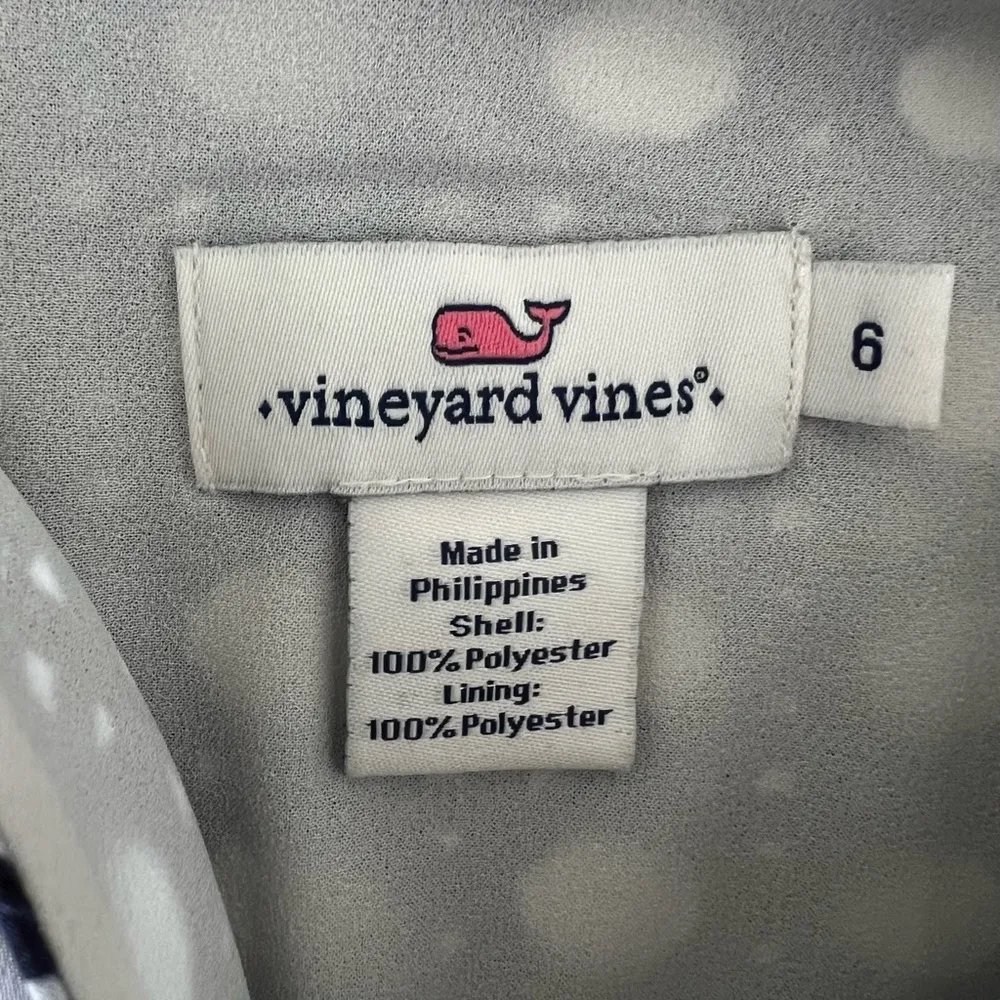 vineyard vines®
6
Made in
Philippines
Shell:
100% Polyester
Lining:
100% Polyester